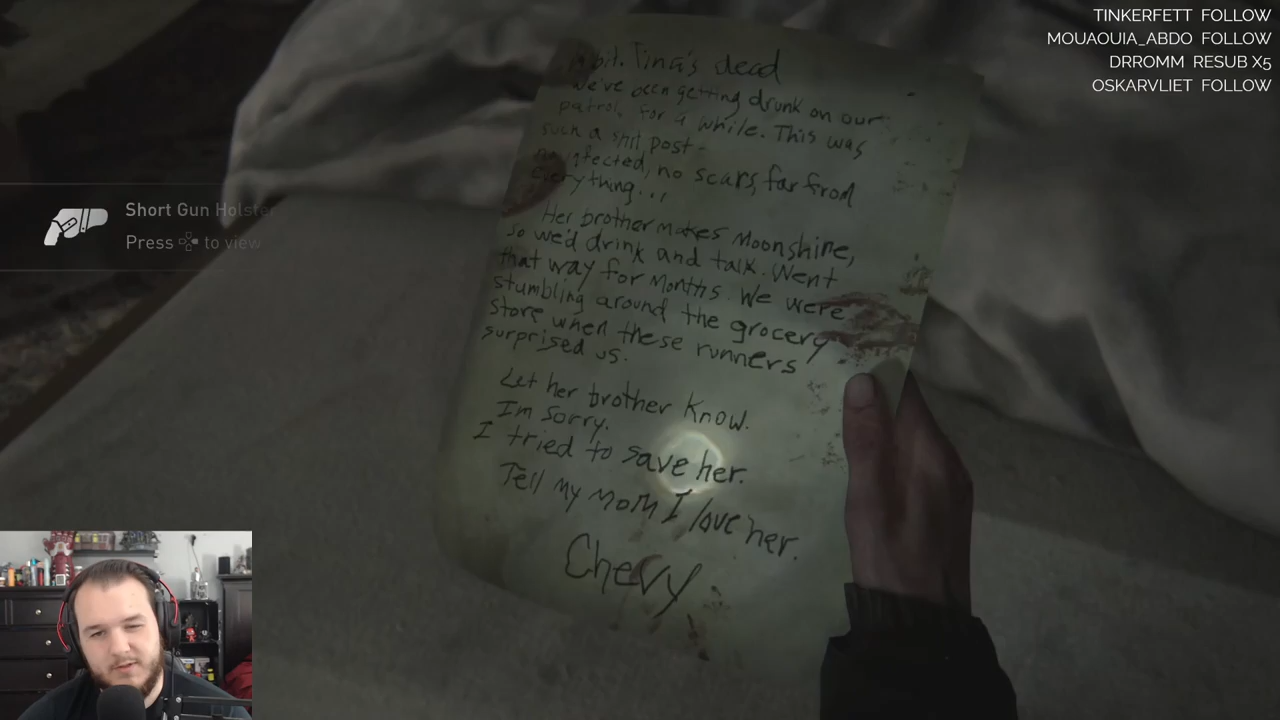 TINKERFETT FOLLOW
MOUAOUIA_ABDO FOLLOW
DRROMM RESUB X5
OSKARVLIET FOLLOW
Short Gun Holster
Press to view
bit. Tina's dead
We've been getting drunk on our
patrol for a while. This was
such a shit post-
no infected, no scars, far from
everything...
Her brother makes Moonshine,
so we'd drink and talk. Went
that way for months. We were
stumbling around the grocery
store when these runners
surprised us.
Let her brother know.
I'm sorry.
I tried to save her.
Tell my mom I love her.
Chevy